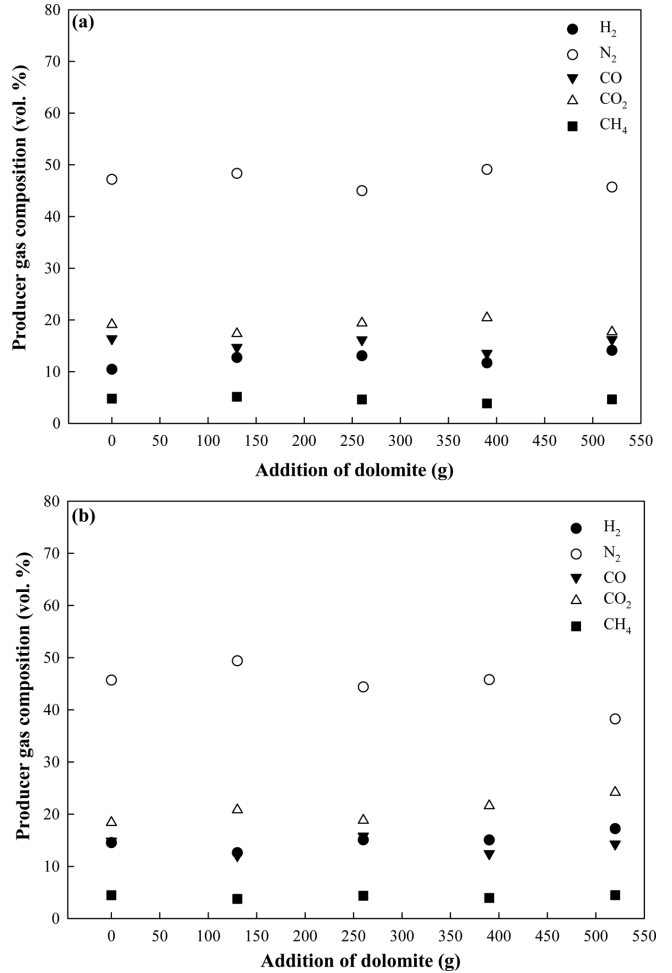 (a)
H₂
N₂
CO
CO₂
CH₄
Producer gas composition (vol. %)
80
70
60
50
40
30
20
10
0
0 50 100 150 200 250 300 350 400 450 500 550
Addition of dolomite (g)
(b)
H₂
N₂
CO
CO₂
CH₄
Producer gas composition (vol. %)
80
70
60
50
40
30
20
10
0
0 50 100 150 200 250 300 350 400 450 500 550
Addition of dolomite (g)